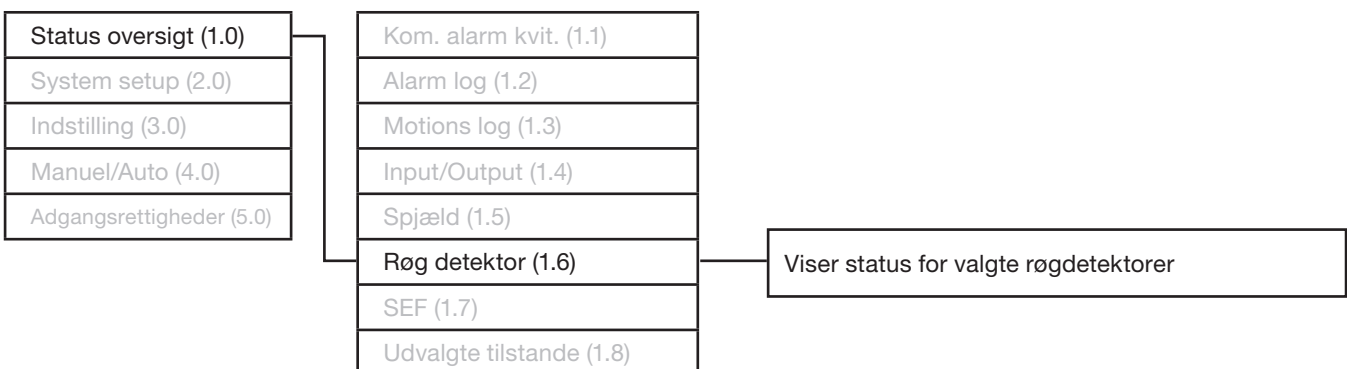 Status oversigt (1.0)
System setup (2.0)
Indstilling (3.0)
Manuel/Auto (4.0)
Adgangsrettigheder (5.0)
Kom. alarm kvit. (1.1)
Alarm log (1.2)
Motions log (1.3)
Input/Output (1.4)
Spjæld (1.5)
Røg detektor (1.6)
SEF (1.7)
Udvalgte tilstande (1.8)
Viser status for valgte røgdetektorer